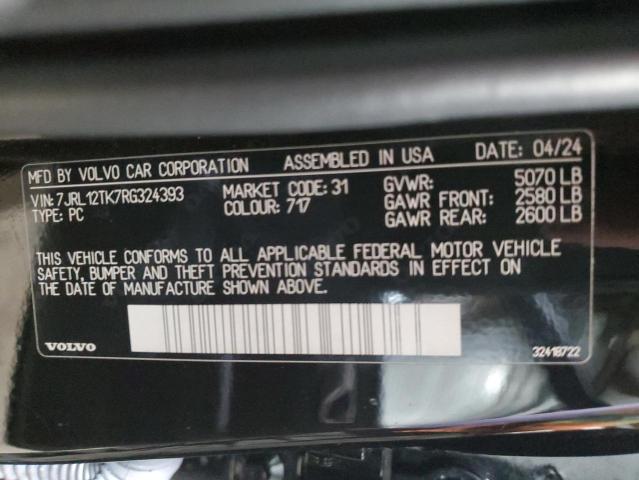 MFD BY VOLVO CAR CORPORATION ASSEMBLED IN USA DATE: 04/24
VIN: 7JRL12TK7RG324393 MARKET CODE: 31 GVWR: 5070 LB
TYPE: PC COLOUR: 717 GAWR FRONT: 2580 LB
GAWR REAR: 2600 LB
THIS VEHICLE CONFORMS TO ALL APPLICABLE FEDERAL MOTOR VEHICLE
SAFETY, BUMPER AND THEFT PREVENTION STANDARDS IN EFFECT ON
THE DATE OF MANUFACTURE SHOWN ABOVE.
VOLVO 32418722